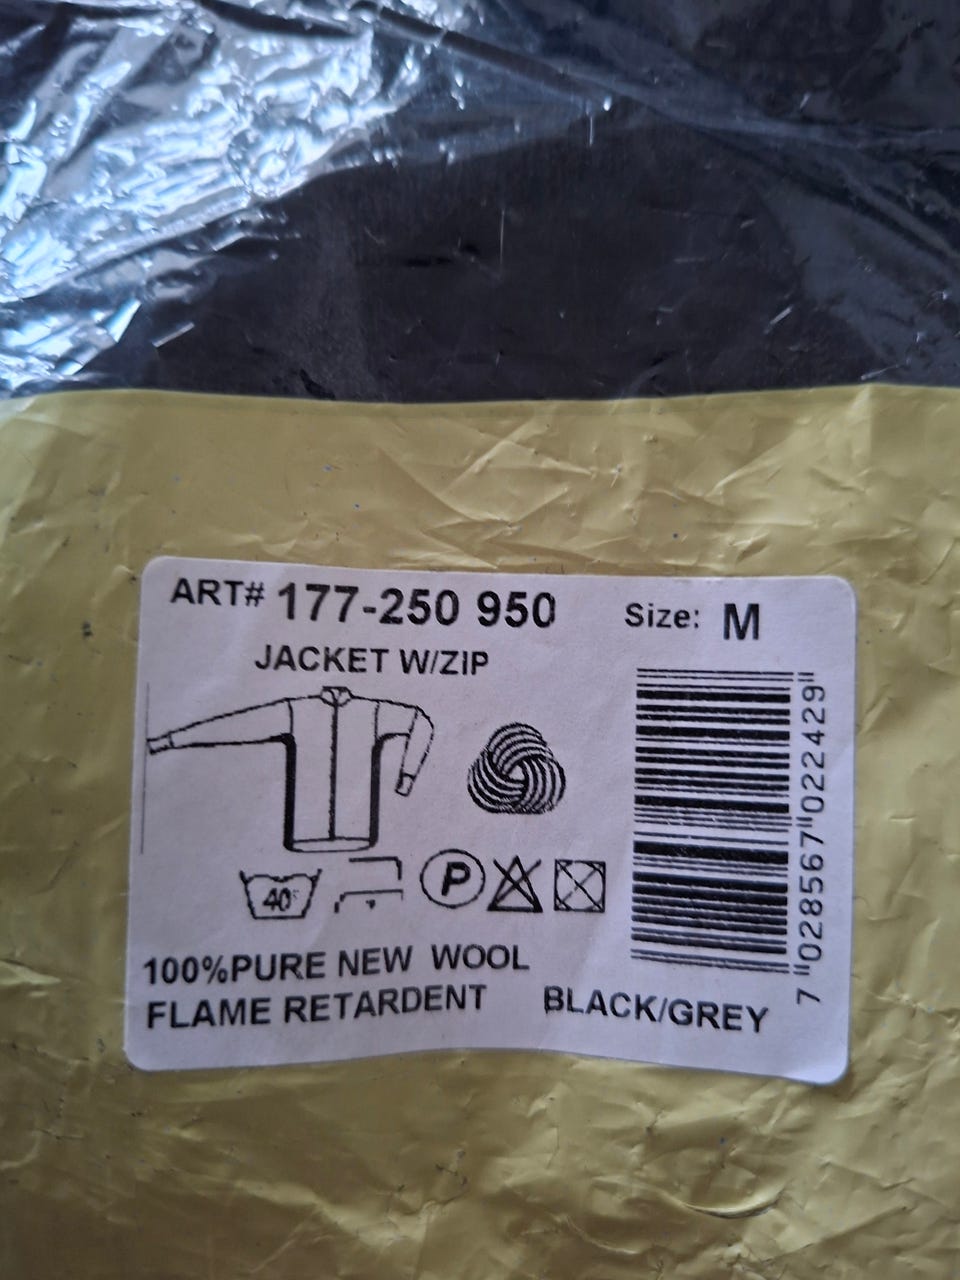 ART# 177-250 950
Size: M
JACKET W/ZIP
40°
P
100%PURE NEW WOOL
FLAME RETARDENT
BLACK/GREY
7"028567"022429"